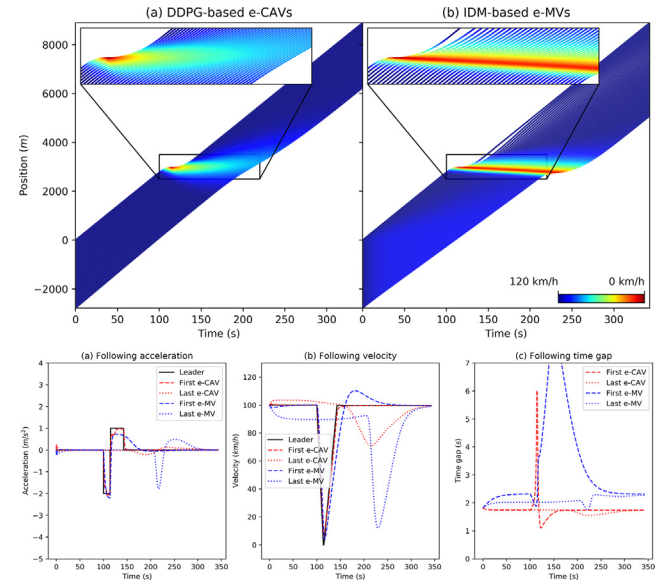 (a) DDPG-based e-CAVs
(b) IDM-based e-MVs
8000
6000
4000
2000
0
−2000
Position (m)
120 km/h
0 km/h
0
50
100
150
200
250
300
0
50
100
150
200
250
300
Time (s)
Time (s)
(a) Following acceleration
4
3
2
1
0
−1
−2
−3
−4
−5
Acceleration (m/s²)
Leader
First e-CAV
Last e-CAV
First e-MV
Last e-MV
0
50
100
150
200
250
300
350
Time (s)
(b) Following velocity
120
100
80
60
40
20
0
Velocity (km/h)
Leader
First e-CAV
Last e-CAV
First e-MV
Last e-MV
0
50
100
150
200
250
300
350
Time (s)
(c) Following time gap
7
6
5
4
3
2
1
0
Time gap (s)
First e-CAV
Last e-CAV
First e-MV
Last e-MV
0
50
100
150
200
250
300
350
Time (s)